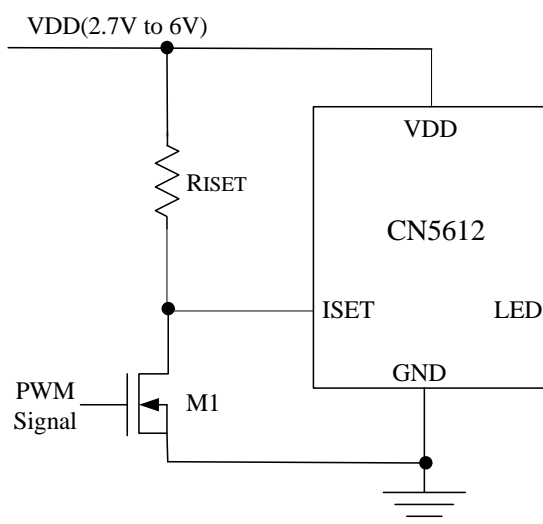 VDD(2.7V to 6V)
VDD
RISET
CN5612
ISET
LED
GND
PWM
Signal
M1